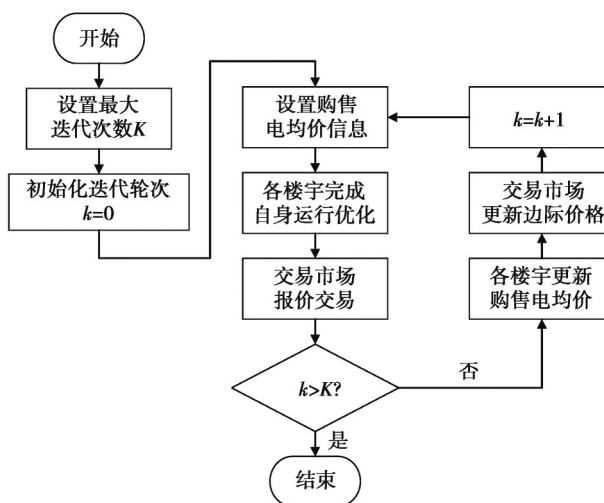 开始
设置最大
迭代次数K
初始化迭代轮次
k=0
设置购售
电均价信息
各楼宇完成
自身运行优化
交易市场
报价交易
k>K?
是
结束
否
各楼宇更新
购售电均价
交易市场
更新边际价格
k=k+1